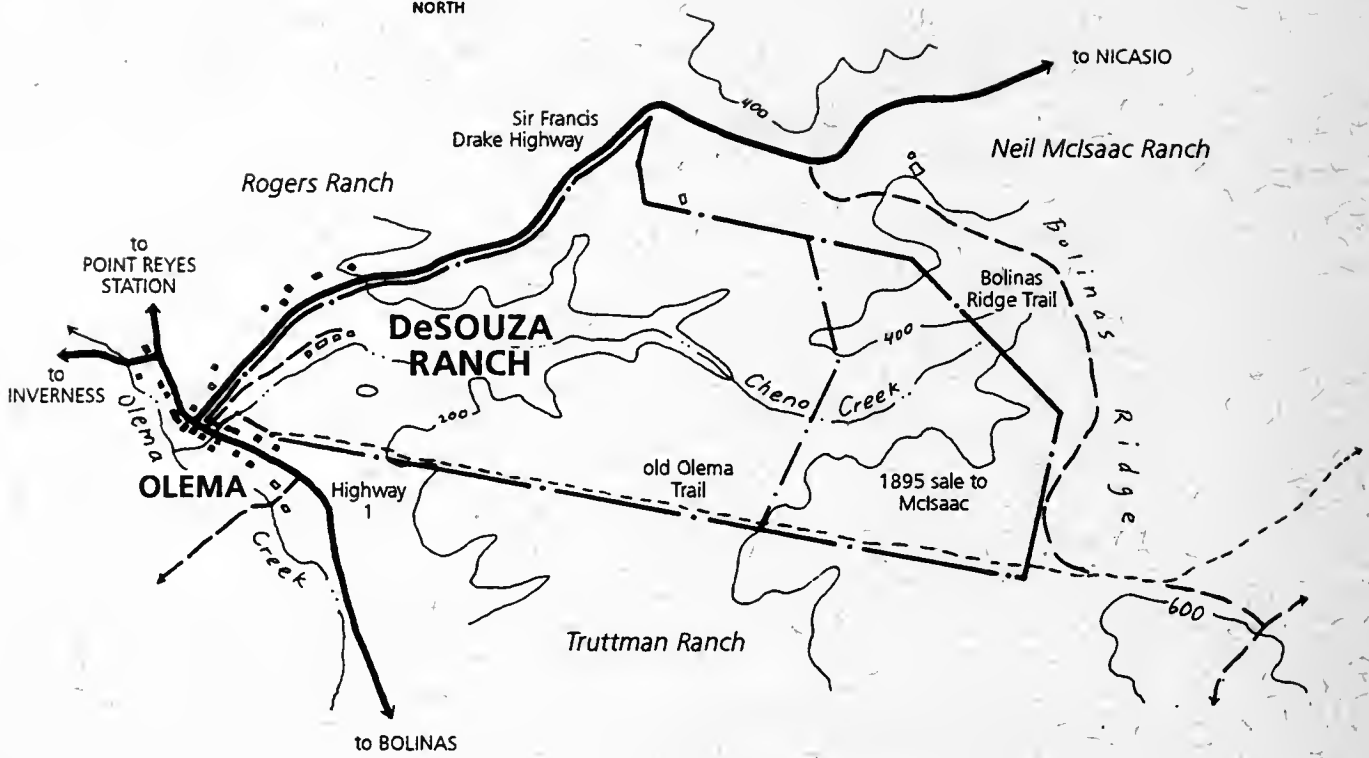 NORTH
to NICASIO
400
Sir Francis
Drake Highway
Neil McIsaac Ranch
Rogers Ranch
to
POINT REYES
STATION
Bolinas
Ridge
Bolinas
Ridge Trail
DeSOUZA
RANCH
400
to
INVERNESS
Olema
Creek
Cheno Creek
200
OLEMA
Highway
1
old Olema
Trail
1895 sale to
McIsaac
600
Truttman Ranch
to BOLINAS